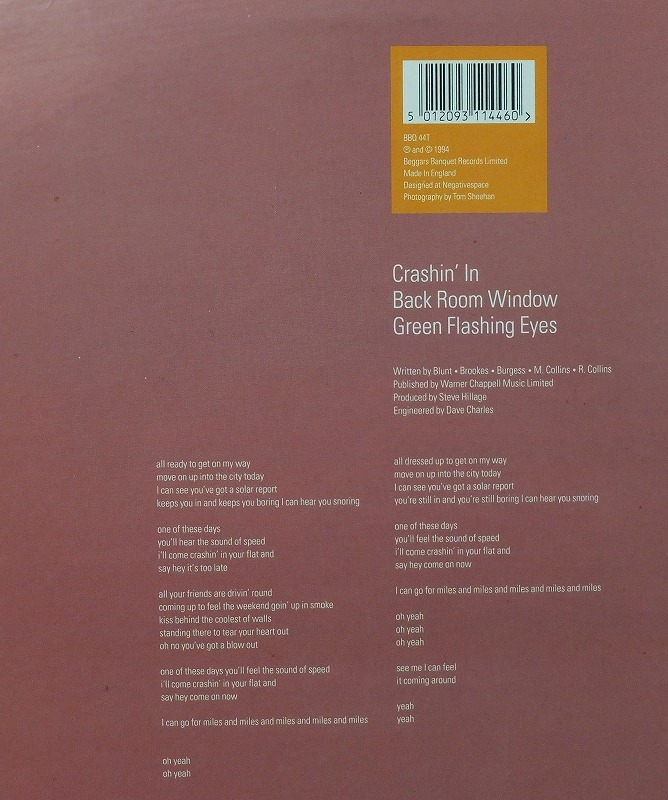 5 012093 114460 >
BBQ 44T
℗ and © 1994
Beggars Banquet Records Limited
Made In England
Designed at Negativespace
Photography by Tom Sheehan
Crashin' In
Back Room Window
Green Flashing Eyes
Written by Blunt • Brookes • Burgess • M. Collins • R. Collins
Published by Warner Chappell Music Limited
Produced by Steve Hillage
Engineered by Dave Charles
all ready to get on my way
move on up into the city today
I can see you've got a solar report
keeps you in and keeps you boring I can hear you snoring
one of these days
you'll hear the sound of speed
i'll come crashin' in your flat and
say hey it's too late
all your friends are drivin' round
coming up to feel the weekend goin' up in smoke
kiss behind the coolest of walls
standing there to tear your heart out
oh no you've got a blow out
one of these days you'll feel the sound of speed
i'll come crashin' in your flat and
say hey come on now
I can go for miles and miles and miles and miles and miles
oh yeah
oh yeah
all dressed up to get on my way
move on up into the city today
I can see you've got a solar report
you're still in and you're still boring I can hear you snoring
one of these days
you'll feel the sound of speed
i'll come crashin' in your flat and
say hey come on now
I can go for miles and miles and miles and miles and miles
oh yeah
oh yeah
oh yeah
see me I can feel
it coming around
yeah
yeah